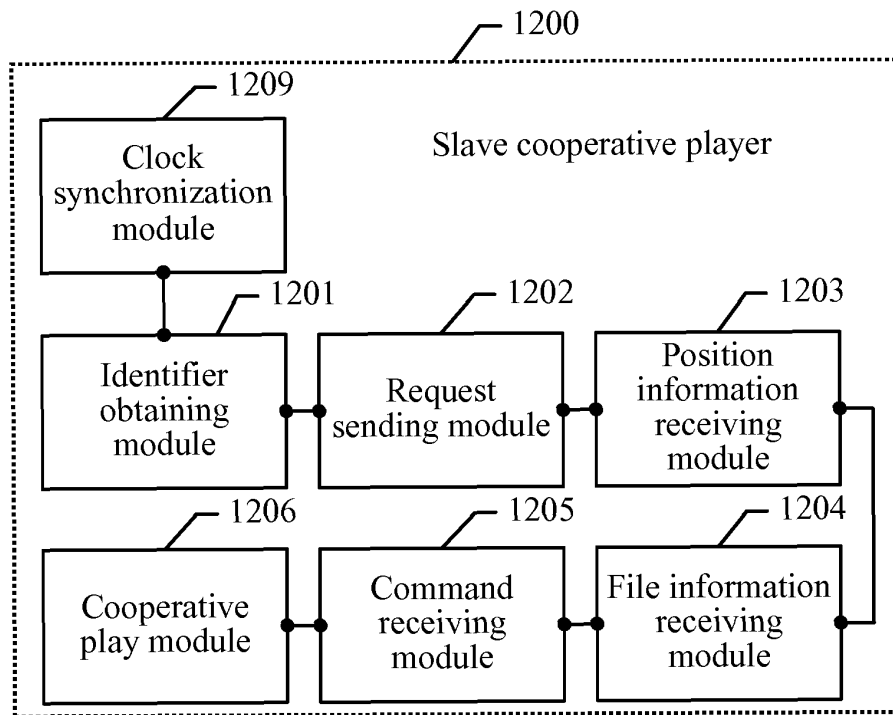 1200
1209
Slave cooperative player
Clock
synchronization
module
1201
1202
1203
Identifier
obtaining
module
Request
sending module
Position
information
receiving
module
1206
1205
1204
Cooperative
play module
Command
receiving
module
File information
receiving
module